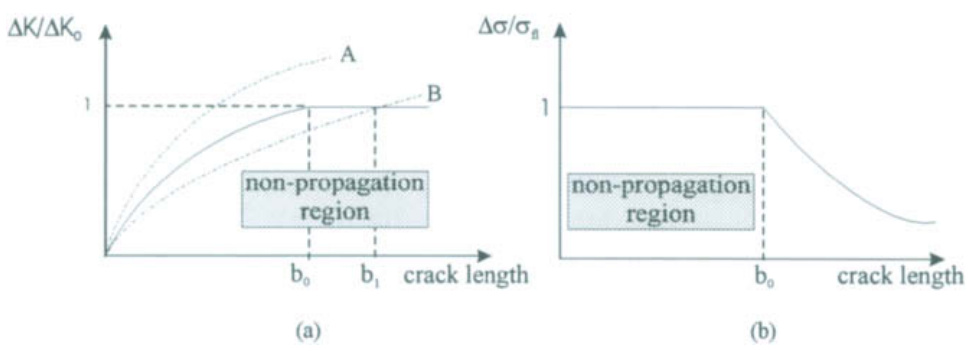 ΔK/ΔK₀
A
B
1
non-propagation
region
b₀
b₁
crack length
(a)
Δσ/σ_fl
1
non-propagation
region
b₀
crack length
(b)